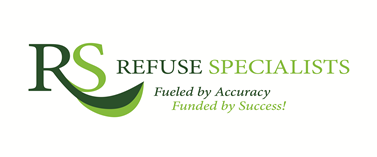 RS REFUSE SPECIALISTS
Fueled by Accuracy
Funded by Success!